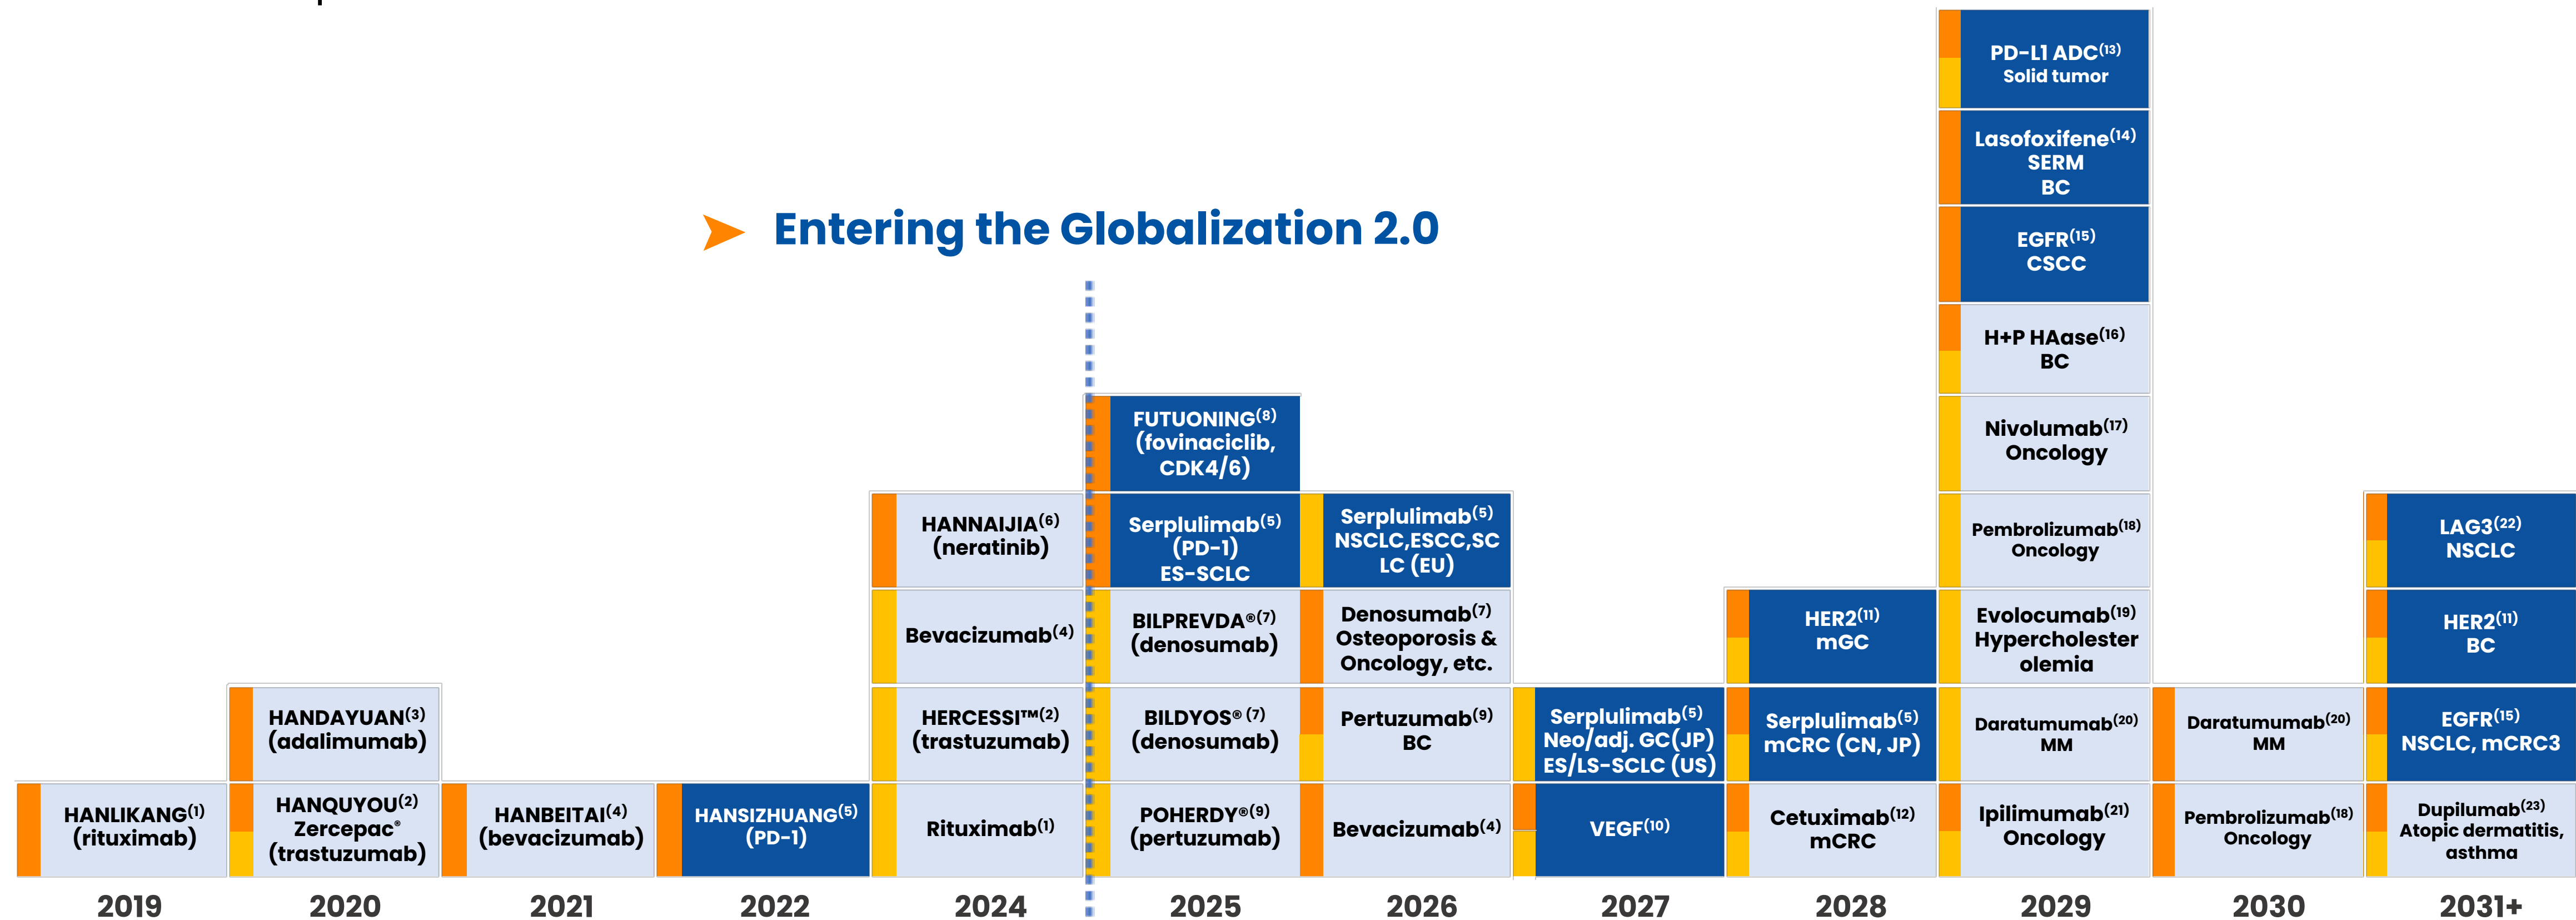 Entering the Globalization 2.0
HANLIKANG(1)
(rituximab)
2019
HANDAYUAN(3)
(adalimumab)
HANQUYOU(2)
Zercepac®
(trastuzumab)
2020
HANBEITAI(4)
(bevacizumab)
2021
HANSIZHUANG(5)
(PD-1)
2022
HANNAIJIA(6)
(neratinib)
Bevacizumab(4)
HERCESSI™(2)
(trastuzumab)
Rituximab(1)
2024
FUTUONING(8)
(fovinaciclib,
CDK4/6)
Serplulimab(5)
(PD-1)
ES-SCLC
BILPREVDA®(7)
(denosumab)
BILDYOS® (7)
(denosumab)
POHERDY®(9)
(pertuzumab)
2025
Serplulimab(5)
NSCLC,ESCC,SC
LC (EU)
Denosumab(7)
Osteoporosis &
Oncology, etc.
Pertuzumab(9)
BC
Bevacizumab(4)
2026
Serplulimab(5)
Neo/adj. GC(JP)
ES/LS-SCLC (US)
VEGF(10)
2027
HER2(11)
mGC
Serplulimab(5)
mCRC (CN, JP)
Cetuximab(12)
mCRC
2028
PD-L1 ADC(13)
Solid tumor
Lasofoxifene(14)
SERM
BC
EGFR(15)
CSCC
H+P HAase(16)
BC
Nivolumab(17)
Oncology
Pembrolizumab(18)
Oncology
Evolocumab(19)
Hypercholester
olemia
Daratumumab(20)
MM
Ipilimumab(21)
Oncology
2029
Daratumumab(20)
MM
Pembrolizumab(18)
Oncology
2030
LAG3(22)
NSCLC
HER2(11)
BC
EGFR(15)
NSCLC, mCRC3
Dupilumab(23)
Atopic dermatitis,
asthma
2031+